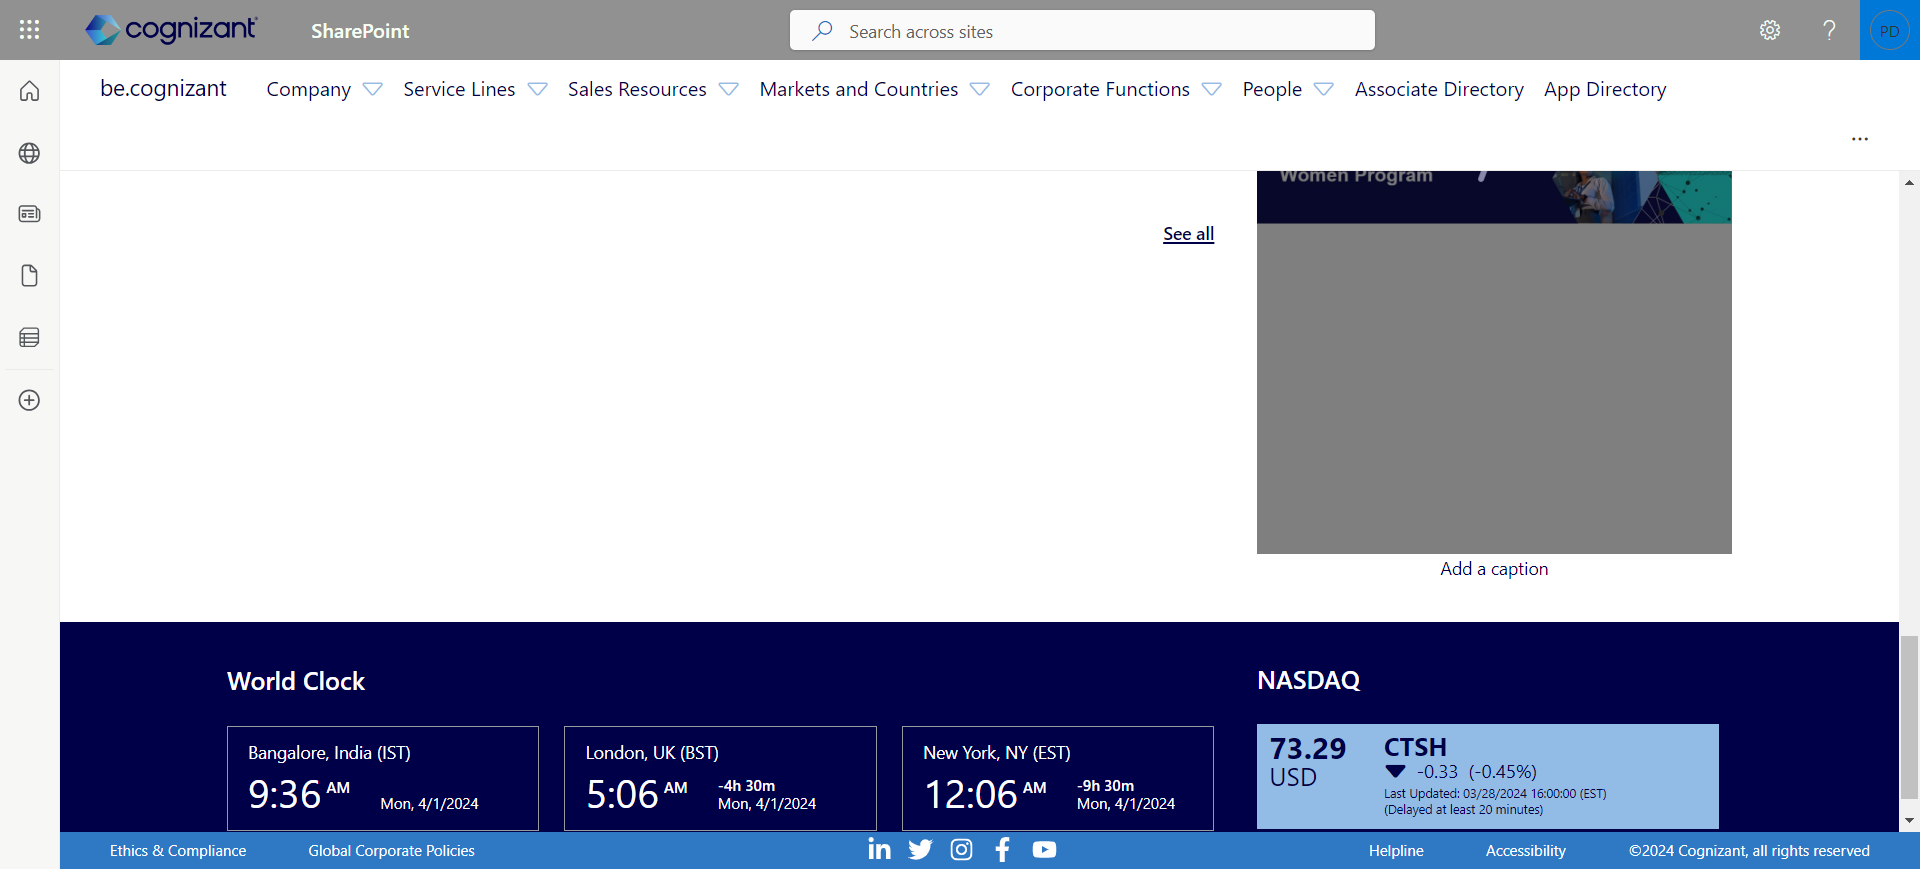 cognizant
SharePoint
Search across sites
?
PD
be.cognizant
Company
Service Lines
Sales Resources
Markets and Countries
Corporate Functions
People
Associate Directory
App Directory
...
Women Program
See all
Add a caption
World Clock
NASDAQ
Bangalore, India (IST)
9:36 AM
Mon, 4/1/2024
London, UK (BST)
5:06 AM
-4h 30m
Mon, 4/1/2024
New York, NY (EST)
12:06 AM
-9h 30m
Mon, 4/1/2024
73.29
USD
CTSH
-0.33 (-0.45%)
Last Updated: 03/28/2024 16:00:00 (EST)
(Delayed at least 20 minutes)
Ethics & Compliance
Global Corporate Policies
Helpline
Accessibility
©2024 Cognizant, all rights reserved